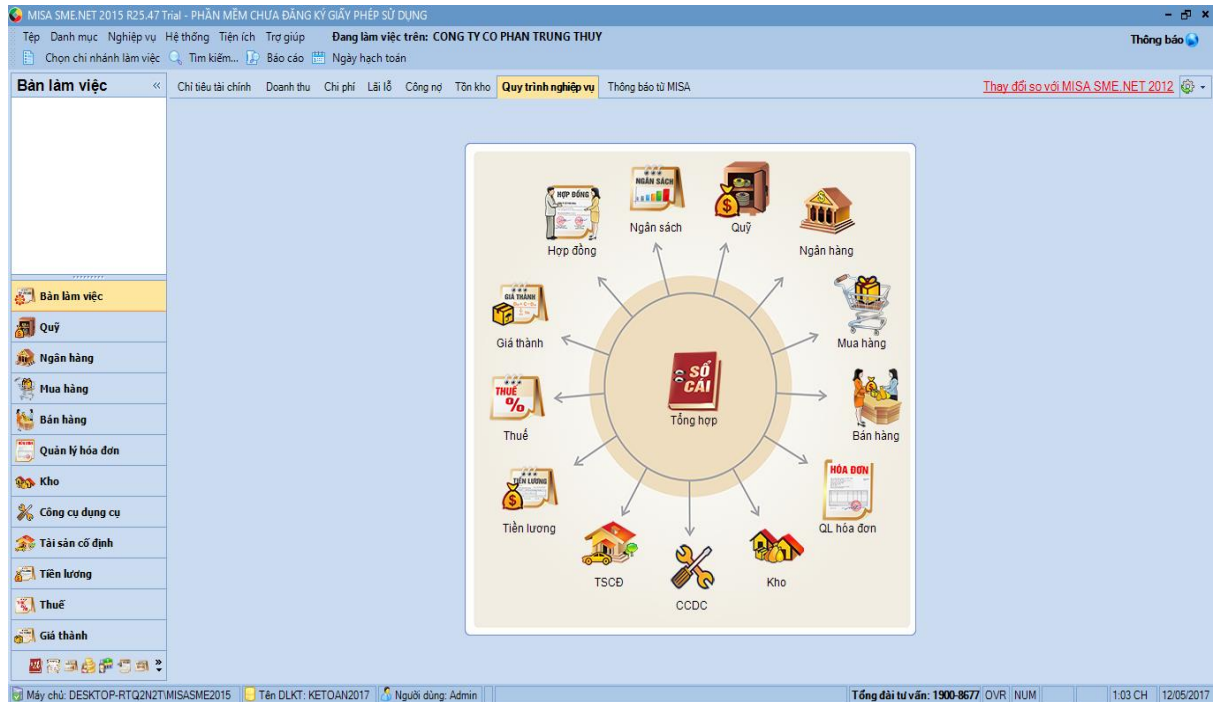 MISA SME.NET 2015 R25.47 Trial - PHẦN MỀM CHƯA ĐĂNG KÝ GIẤY PHÉP SỬ DỤNG
Tệp Danh mục Nghiệp vụ Hệ thống Tiện ích Trợ giúp Đang làm việc trên: CONG TY CO PHAN TRUNG THUY Thông báo
Chọn chi nhánh làm việc Tìm kiếm... Báo cáo Ngày hạch toán
Bàn làm việc « Chỉ tiêu tài chính Doanh thu Chi phí Lãi lỗ Công nợ Tồn kho Quy trình nghiệp vụ Thông báo từ MISA Thay đổi so với MISA SME.NET 2012
NGÂN SÁCH
HỢP ĐỒNG
Ngân sách Quỹ
Hợp đồng Ngân hàng
Bàn làm việc
GIÁ THÀNH
Quỹ
Giá thành Mua hàng
Ngân hàng
SỔ CÁI
Mua hàng
THUẾ %
Tổng hợp
Bán hàng
Thuế Bán hàng
Quản lý hóa đơn
HÓA ĐƠN
Kho
TIỀN LƯƠNG
Công cụ dụng cụ
Tiền lương QL hóa đơn
Tài sản cố định
Tiền lương
TSCĐ Kho
Thuế
CCDC
Giá thành
Máy chủ: DESKTOP-RTQ2N2T\MISASME2015 Tên DLKT: KETOAN2017 Người dùng: Admin Tổng đài tư vấn: 1900-8677 OVR NUM 1:03 CH 12/05/2017